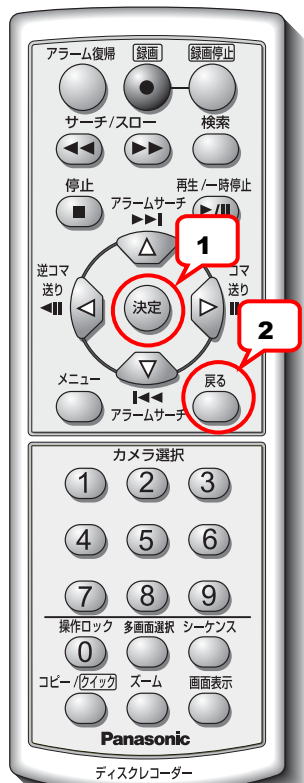 アラーム復帰 録画 録画停止
サーチ/スロー 検索
停止 アラームサーチ 再生/一時停止
1
逆コマ送り 決定 コマ送り
2
メニュー アラームサーチ 戻る
カメラ選択
1 2 3
4 5 6
7 8 9
操作ロック 多画面選択 シーケンス
0
コピー/クイック ズーム 画面表示
Panasonic
ディスクレコーダー